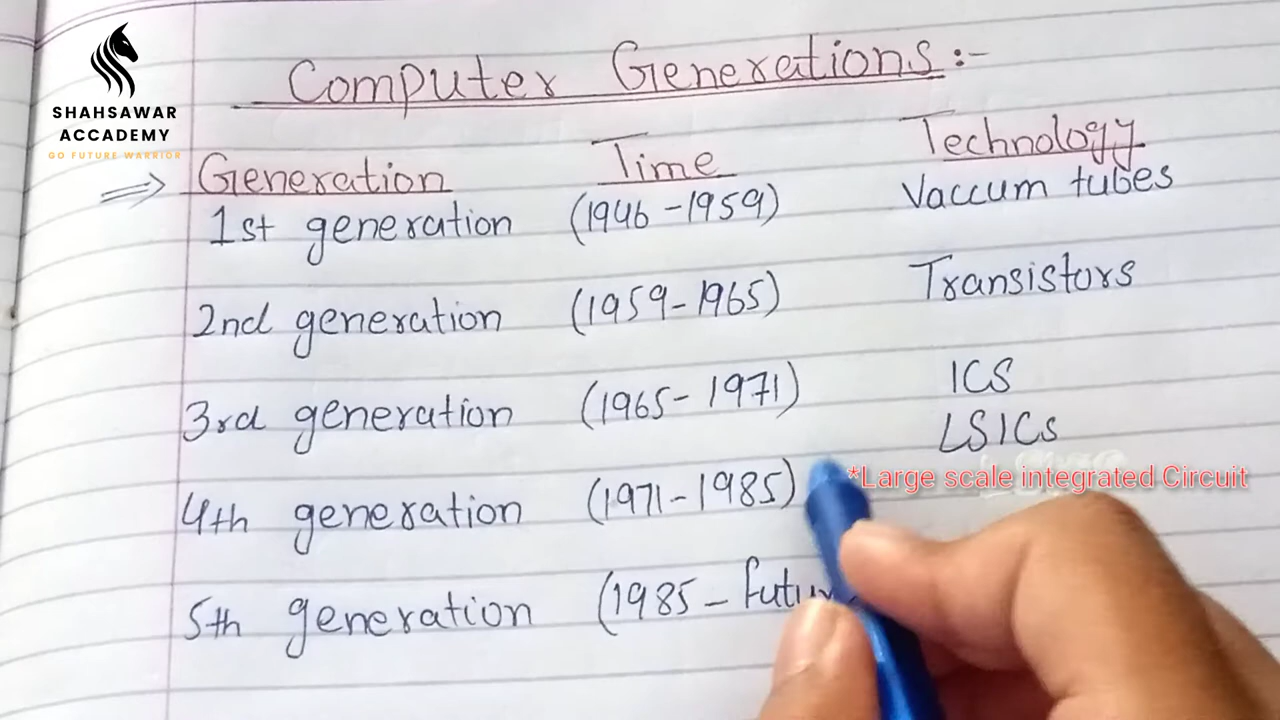 SHAHSAWAR
ACCADEMY
GO FUTURE WARRIOR
Computer Generations:-
⇒ Generation Time Technology
1st generation (1946-1959) Vaccum tubes
2nd generation (1959-1965) Transistors
3rd generation (1965-1971) ICS
LSICs
*Large scale integrated Circuit
4th generation (1971-1985)
5th generation (1985-